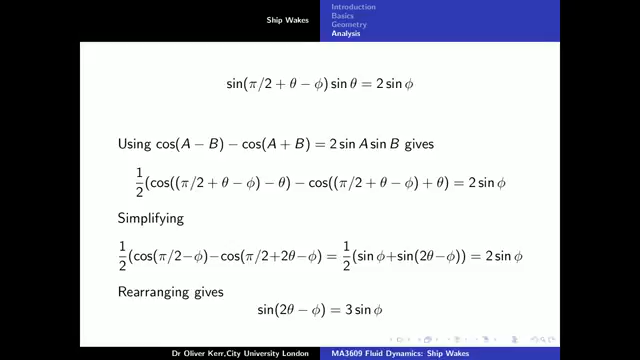 Ship Wakes
Introduction
Basics
Geometry
Analysis
sin(π/2 + θ − ϕ) sin θ = 2 sin ϕ
Using cos(A − B) − cos(A + B) = 2 sin A sin B gives
1/2(cos((π/2 + θ − ϕ) − θ) − cos((π/2 + θ − ϕ) + θ) = 2 sin ϕ
Simplifying
1/2(cos(π/2−ϕ)−cos(π/2+2θ−ϕ) = 1/2(sin ϕ+sin(2θ−ϕ)) = 2 sin ϕ
Rearranging gives
sin(2θ − ϕ) = 3 sin ϕ
Dr Oliver Kerr,City University London
MA3609 Fluid Dynamics: Ship Wakes